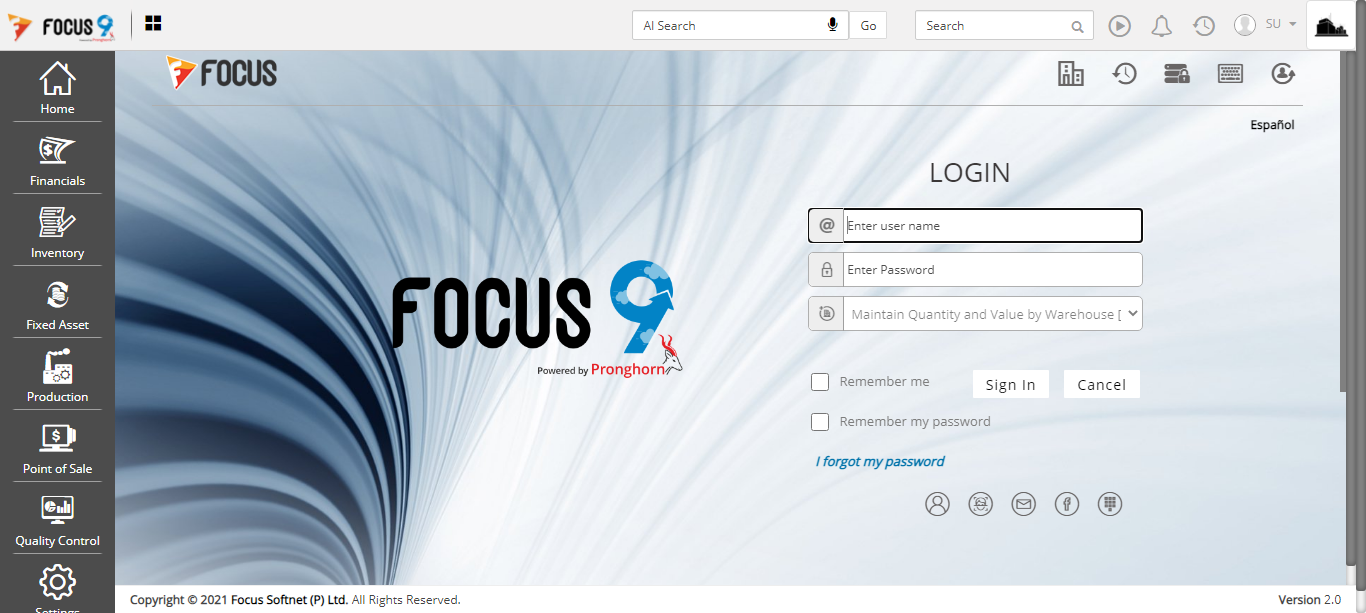 FOCUS 9
Powered by Pronghorn
AI Search
Go
Search
SU
Home
Financials
Inventory
Fixed Asset
Production
Point of Sale
Quality Control
Settings
FOCUS
Español
LOGIN
@ Enter user name
Enter Password
Maintain Quantity and Value by Warehouse [
Remember me
Sign In
Cancel
Remember my password
I forgot my password
FOCUS 9
Powered by Pronghorn
Copyright © 2021 Focus Softnet (P) Ltd. All Rights Reserved.
Version 2.0